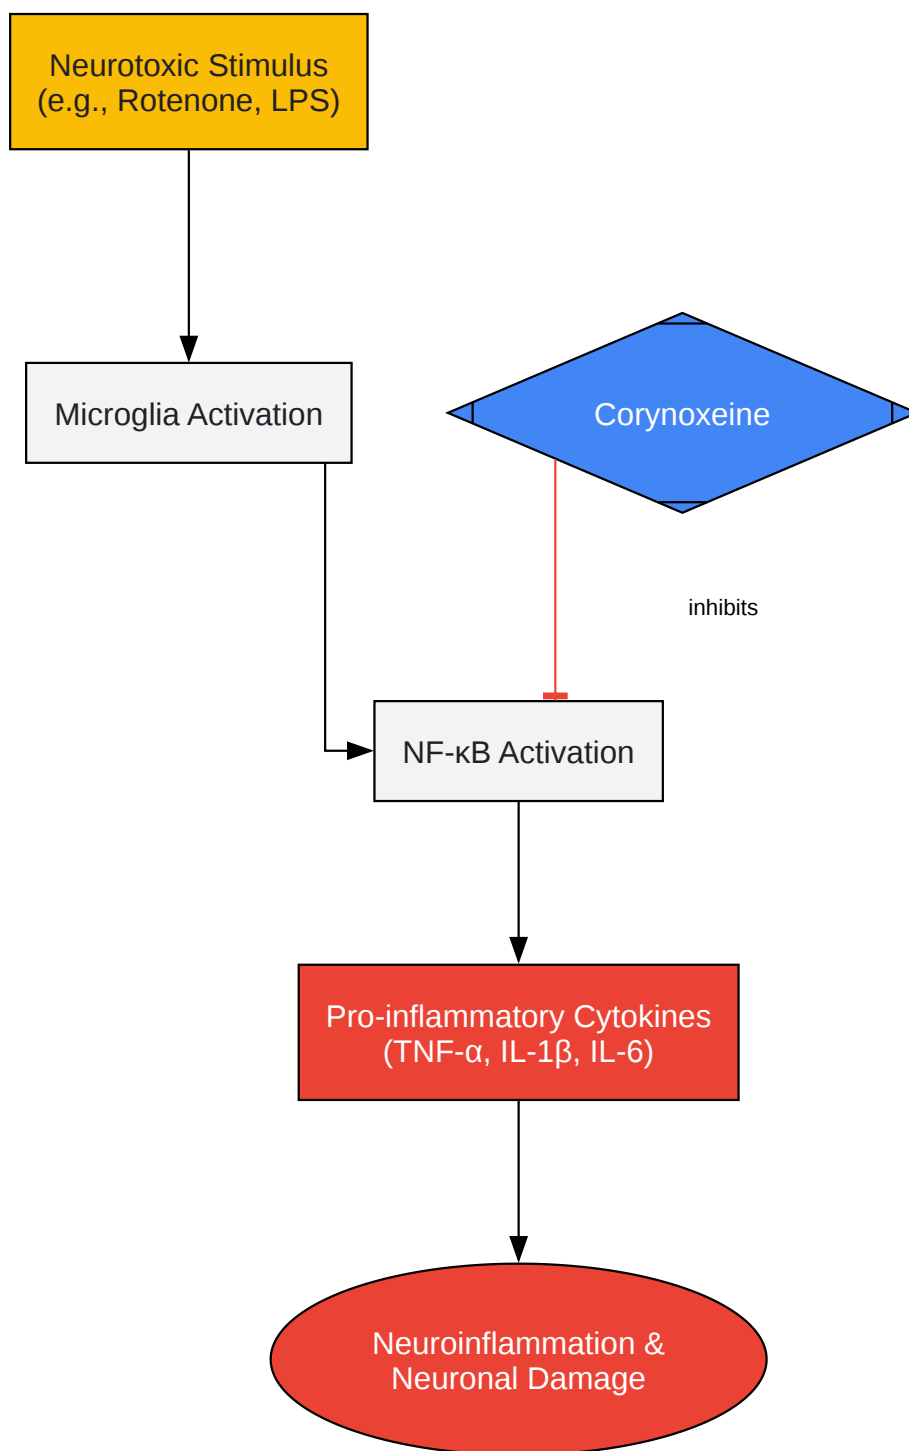 Neurotoxic Stimulus
(e.g., Rotenone, LPS)
Microglia Activation
Corynoxeine
inhibits
NF-κB Activation
Pro-inflammatory Cytokines
(TNF-α, IL-1β, IL-6)
Neuroinflammation &
Neuronal Damage